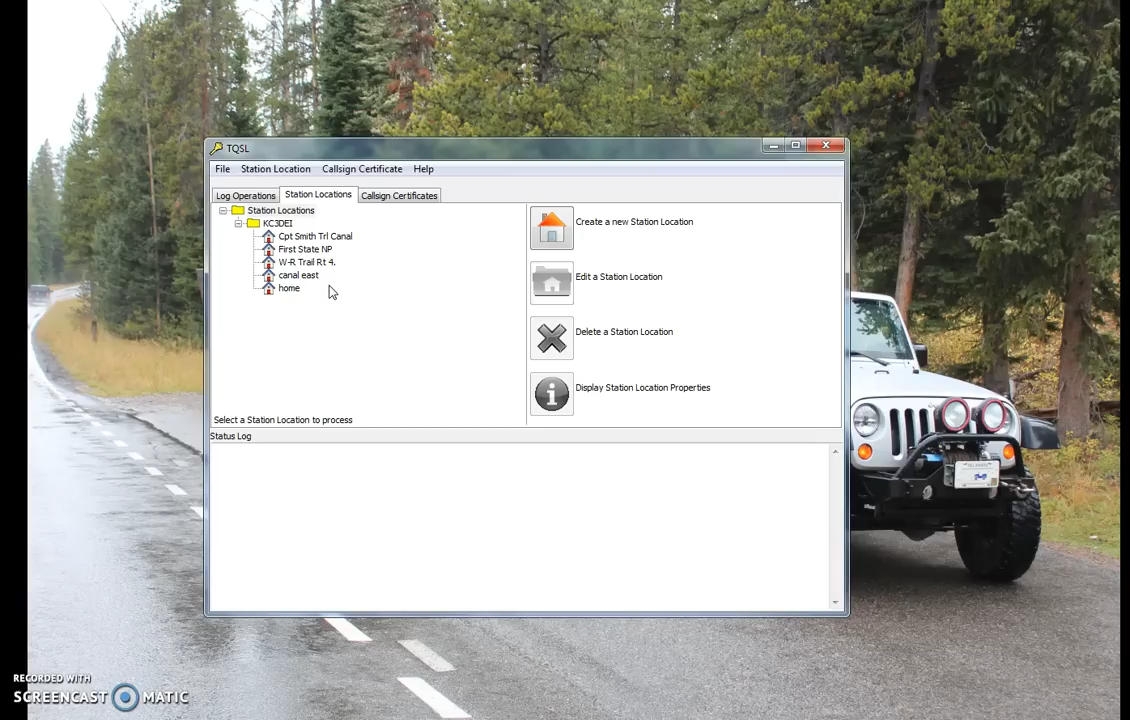 TQSL
File Station Location Callsign Certificate Help
Log Operations Station Locations Callsign Certificates
Station Locations
KC3DEI
Cpt Smith Trl Canal
First State NP
W-R Trail Rt 4.
canal east
home
Create a new Station Location
Edit a Station Location
Delete a Station Location
Display Station Location Properties
Select a Station Location to process
Status Log
RECORDED WITH
SCREENCAST MATIC